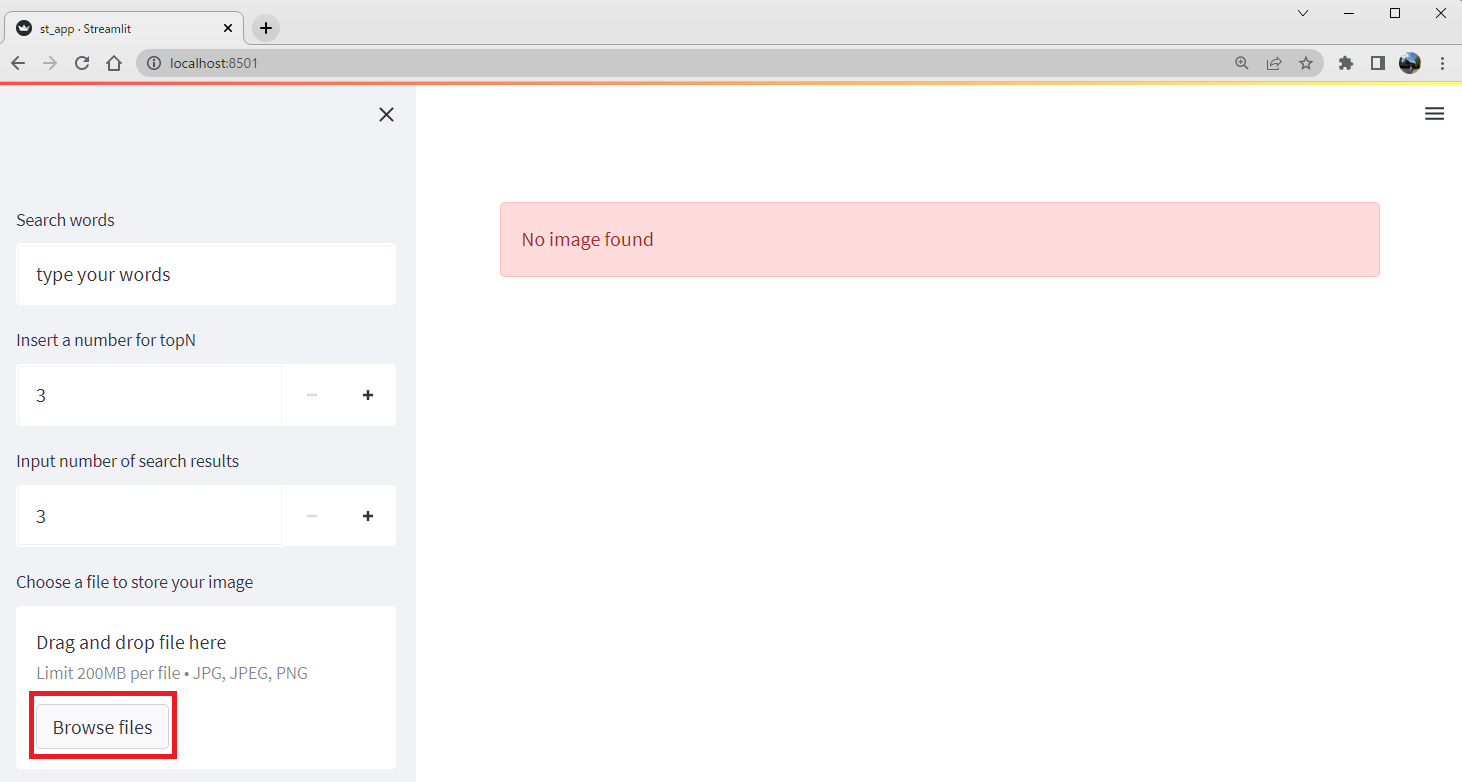 st_app · Streamlit
localhost:8501
Search words
type your words
Insert a number for topN
3
Input number of search results
3
Choose a file to store your image
Drag and drop file here
Limit 200MB per file • JPG, JPEG, PNG
Browse files
No image found